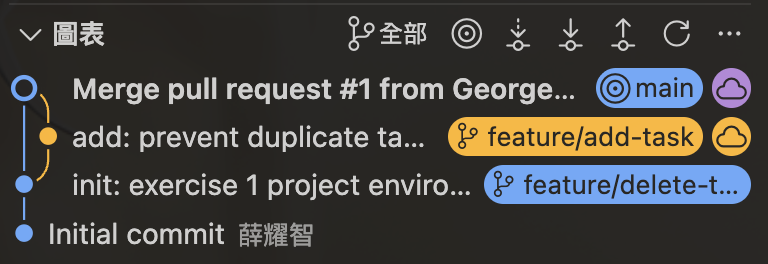 圖表 全部
Merge pull request #1 from George... main
add: prevent duplicate ta... feature/add-task
init: exercise 1 project enviro... feature/delete-t...
Initial commit 薛耀智